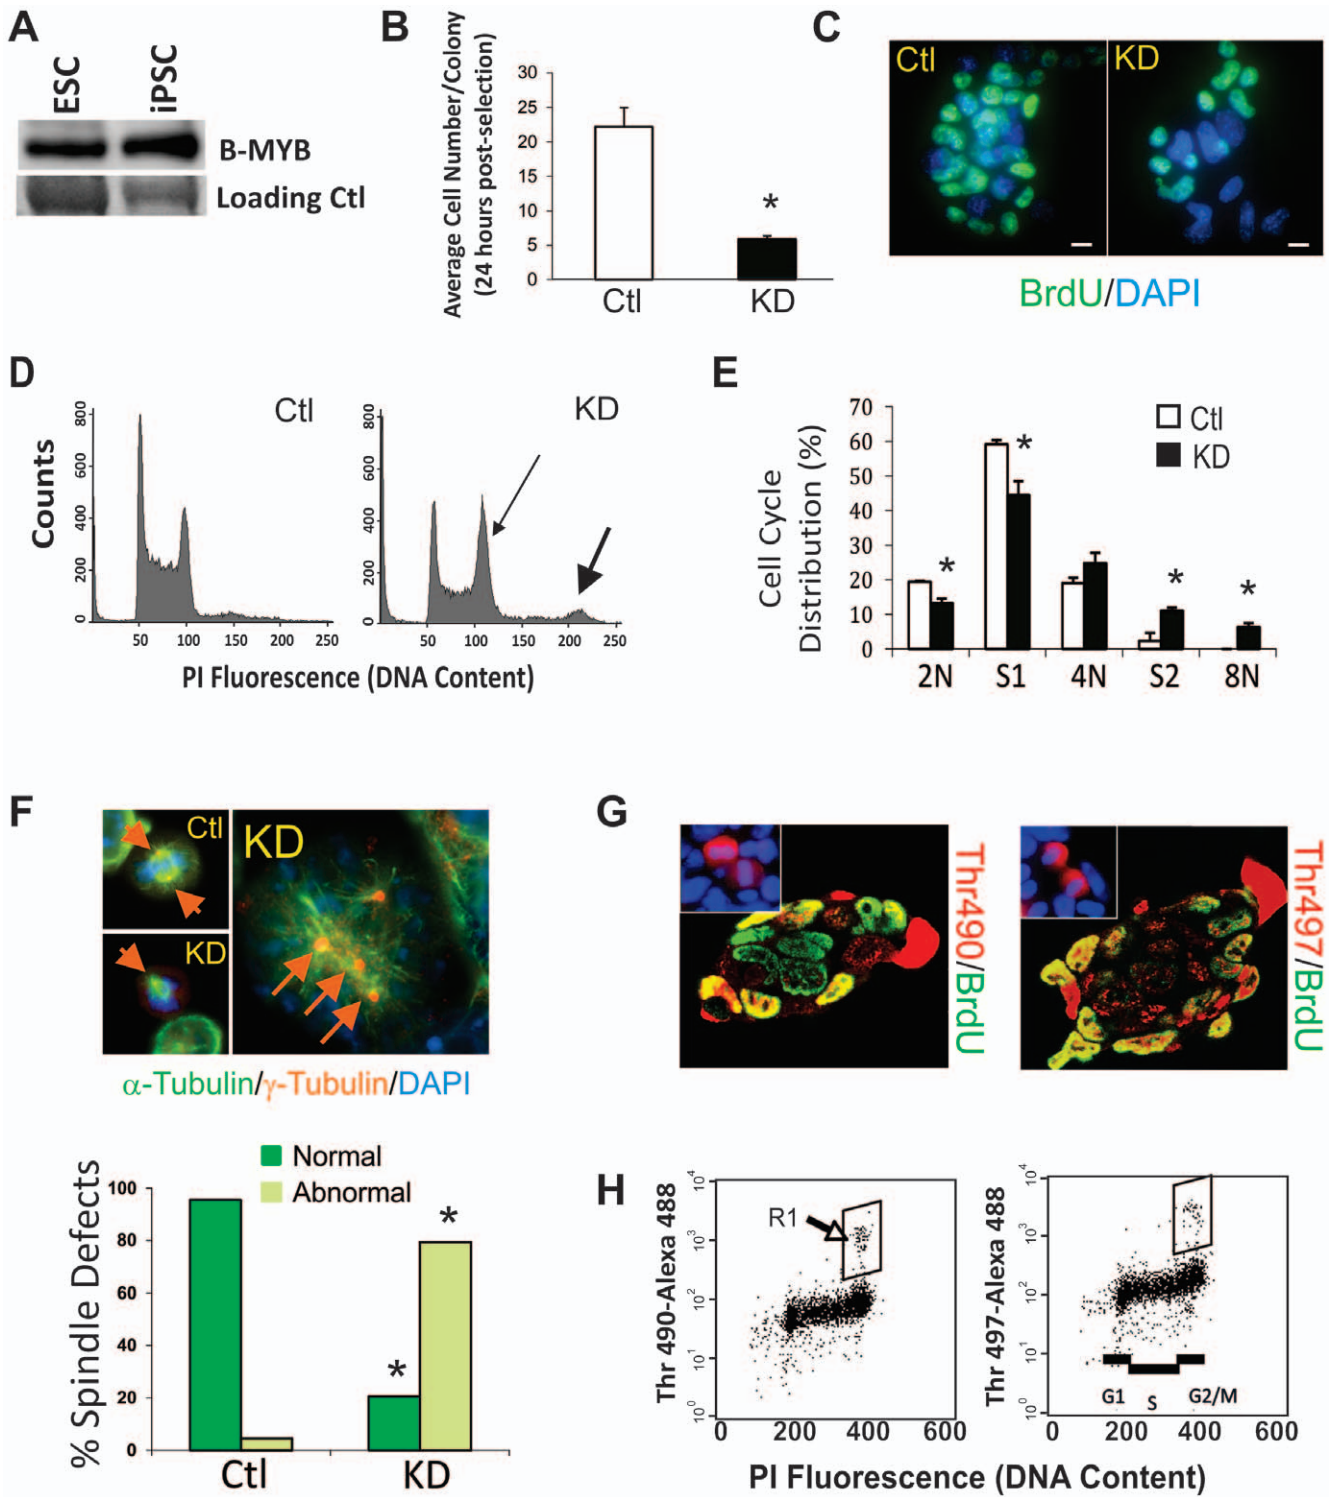 A
ESC
iPSC
B-MYB
Loading Ctl
B
Average Cell Number/Colony
(24 hours post-selection)
30
25
20
15
10
5
0
*
Ctl
KD
C
Ctl
KD
BrdU/DAPI
D
Counts
800
600
400
200
0
Ctl
50
100
150
200
250
800
600
400
200
0
KD
50
100
150
200
250
PI Fluorescence (DNA Content)
E
Cell Cycle
Distribution (%)
70
60
50
40
30
20
10
0
Ctl
KD
*
*
*
*
2N
S1
4N
S2
8N
F
Ctl
KD
KD
α-Tubulin/γ-Tubulin/DAPI
% Spindle Defects
Normal
Abnormal
100
80
60
40
20
0
*
*
Ctl
KD
G
Thr490/BrdU
Thr497/BrdU
H
Thr 490-Alexa 488
10⁴
10³
10²
10¹
10⁰
R1
0
200
400
600
Thr 497-Alexa 488
10⁴
10³
10²
10¹
10⁰
G1
S
G2/M
0
200
400
600
PI Fluorescence (DNA Content)